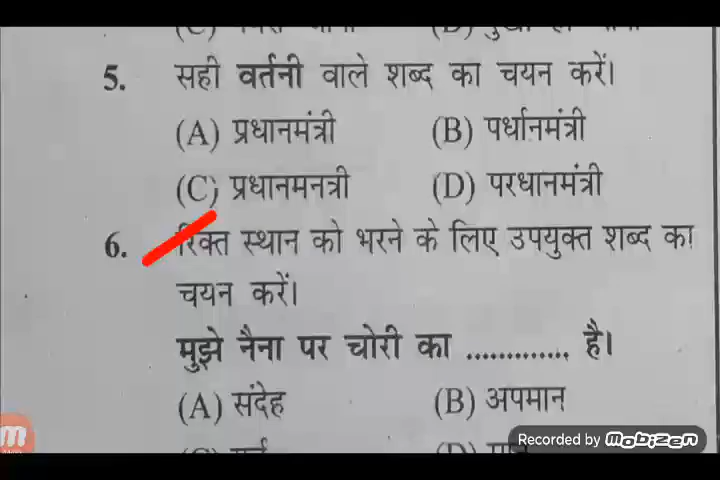 5. सही वर्तनी वाले शब्द का चयन करें।
(A) प्रधानमंत्री (B) पर्धानमंत्री
(C) प्रधानमनत्री (D) परधानमंत्री
6. रिक्त स्थान को भरने के लिए उपयुक्त शब्द का
चयन करें।
मुझे नैना पर चोरी का ............. है।
(A) संदेह (B) अपमान
Recorded by mobizen